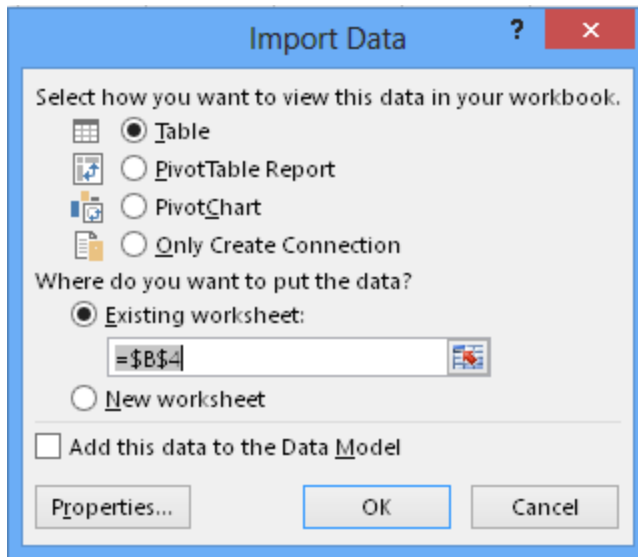 Import Data ?
Select how you want to view this data in your workbook.
Table
PivotTable Report
PivotChart
Only Create Connection
Where do you want to put the data?
Existing worksheet:
=$B$4
New worksheet
Add this data to the Data Model
Properties... OK Cancel